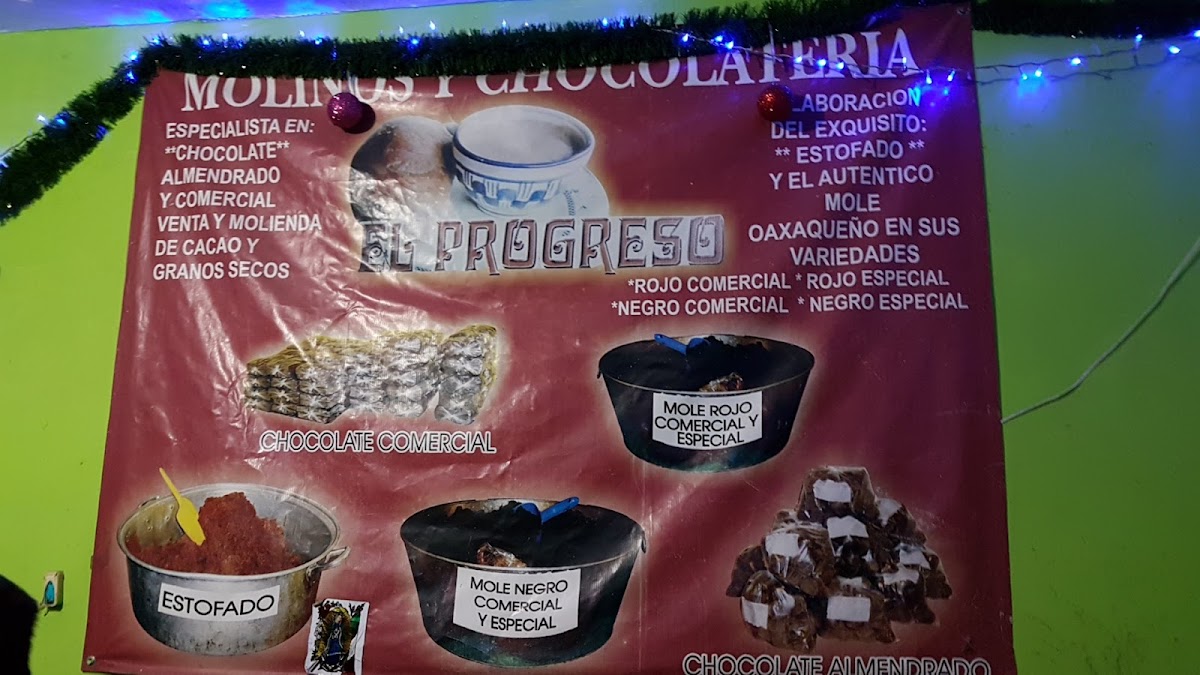 MOLINOS Y CHOCOLATERIA
ESPECIALISTA EN:
**CHOCOLATE**
ALMENDRADO
Y COMERCIAL
VENTA Y MOLIENDA
DE CACAO Y
GRANOS SECOS
EL PROGRESO
LABORACION
DEL EXQUISITO:
** ESTOFADO **
Y EL AUTENTICO
MOLE
OAXAQUEÑO EN SUS
VARIEDADES
*ROJO COMERCIAL * ROJO ESPECIAL
*NEGRO COMERCIAL * NEGRO ESPECIAL
CHOCOLATE COMERCIAL
MOLE ROJO
COMERCIAL Y
ESPECIAL
ESTOFADO
MOLE NEGRO
COMERCIAL
Y ESPECIAL
CHOCOLATE ALMENDRADO